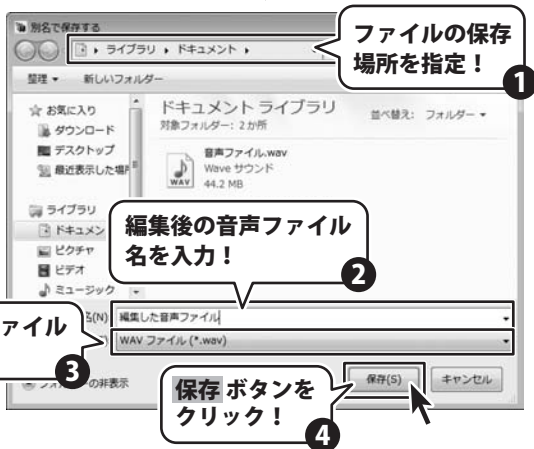 別名で保存する
ライブラリ ▸ ドキュメント ▸
ファイルの保存
場所を指定！
1
整理 ▼ 新しいフォルダー
お気に入り
ダウンロード
デスクトップ
最近表示した場所
ドキュメント ライブラリ
対象フォルダー: 2か所
並べ替え: フォルダー ▼
音声ファイル.wav
Wave サウンド
44.2 MB
WAV
ライブラリ
ドキュメン
ピクチャ
ビデオ
ミュージック
編集後の音声ファイル
名を入力！
2
(N) 編集した音声ファイル
WAV ファイル (*.wav)
ァイル
3
の非表示
保存 ボタンを
クリック！
4
保存(S)
キャンセル